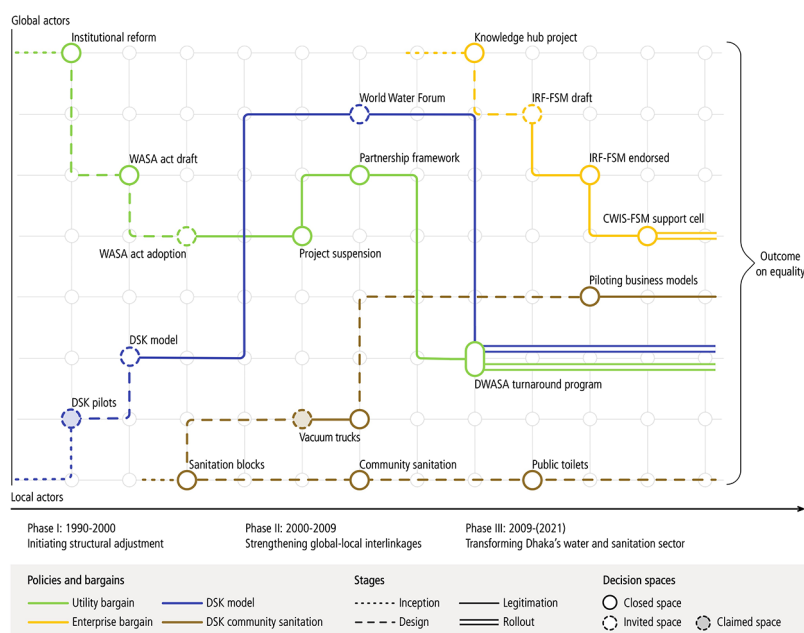 Global actors
Institutional reform
Knowledge hub project
World Water Forum
IRF-FSM draft
WASA act draft
Partnership framework
IRF-FSM endorsed
CWIS-FSM support cell
WASA act adoption
Project suspension
Outcome
on equality
Piloting business models
DSK model
DWASA turnaround program
DSK pilots
Vacuum trucks
Sanitation blocks
Community sanitation
Public toilets
Local actors
Phase I: 1990-2000
Initiating structural adjustment
Phase II: 2000-2009
Strengthening global-local interlinkages
Phase III: 2009-(2021)
Transforming Dhaka's water and sanitation sector
Policies and bargains
Utility bargain
DSK model
Enterprise bargain
DSK community sanitation
Stages
Inception
Legitimation
Design
Rollout
Decision spaces
Closed space
Invited space
Claimed space